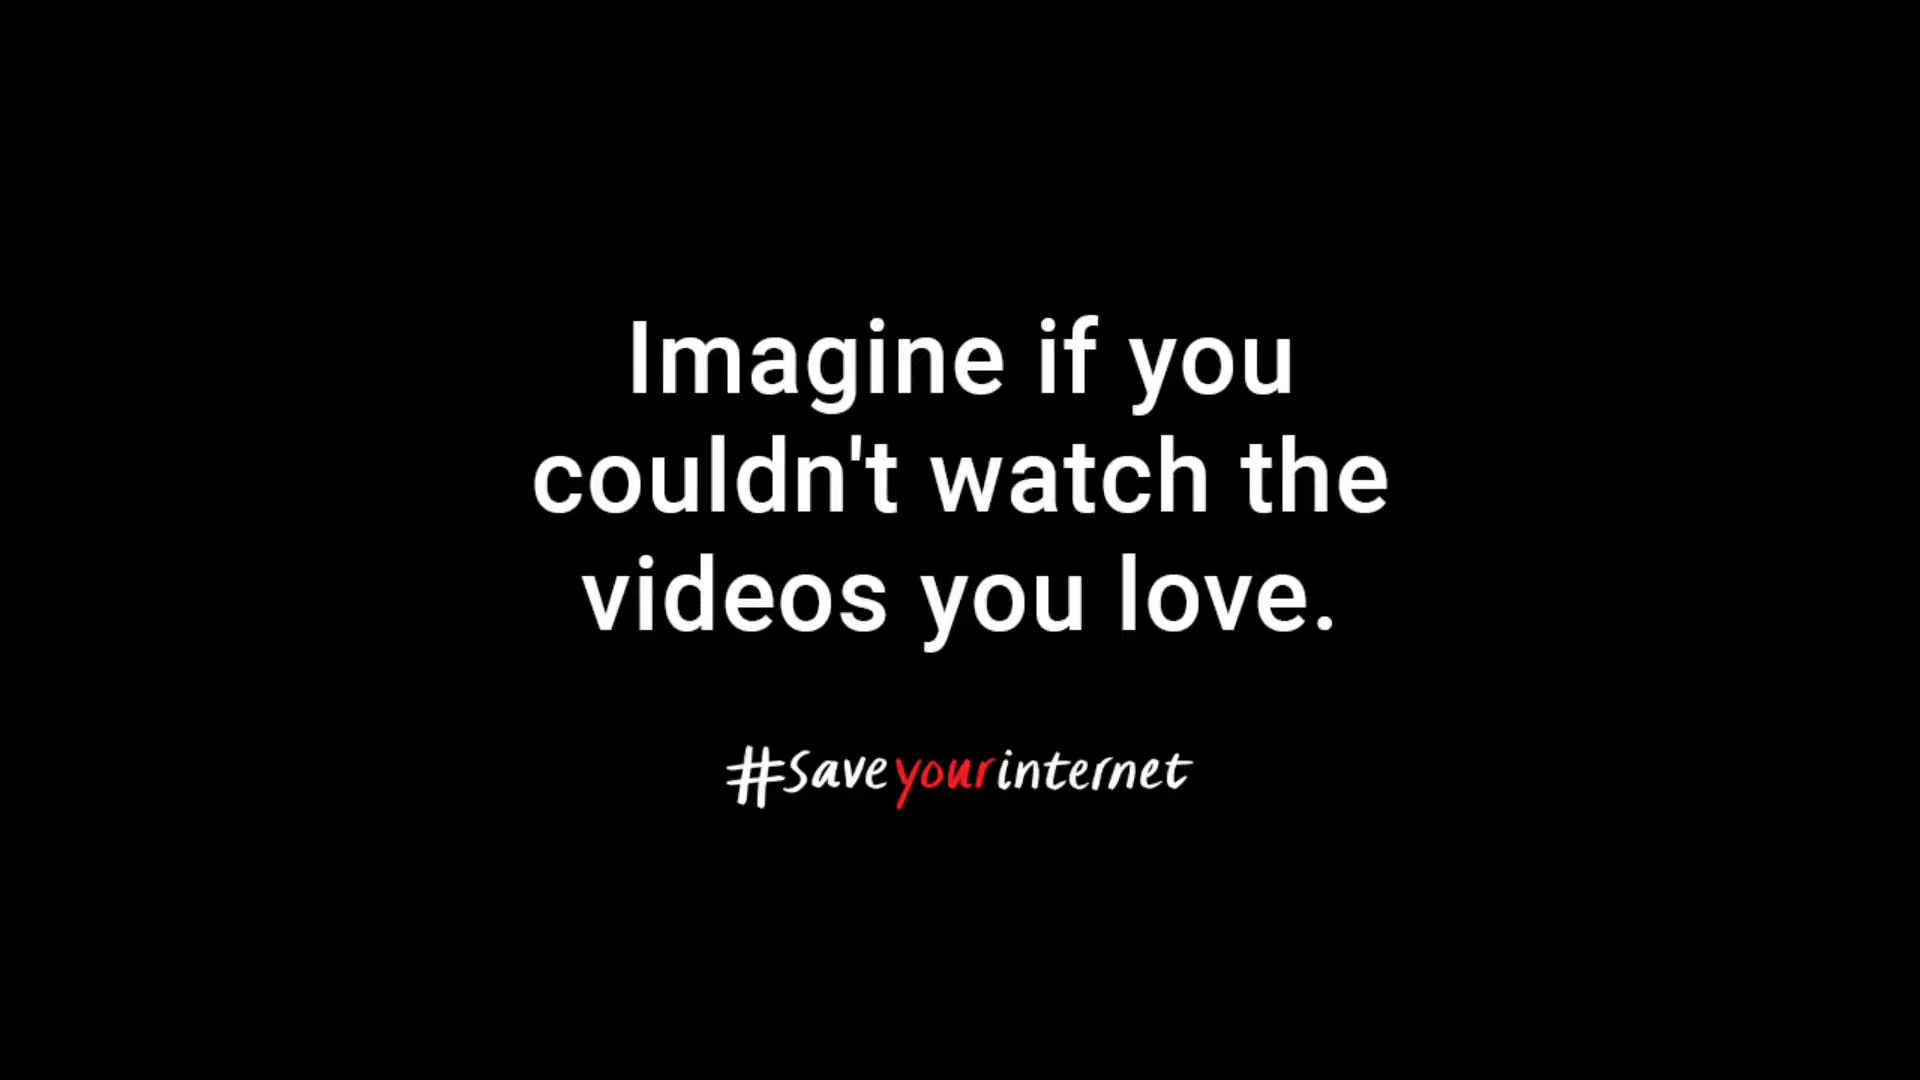 Imagine if you
couldn't watch the
videos you love.
#saveyourinternet